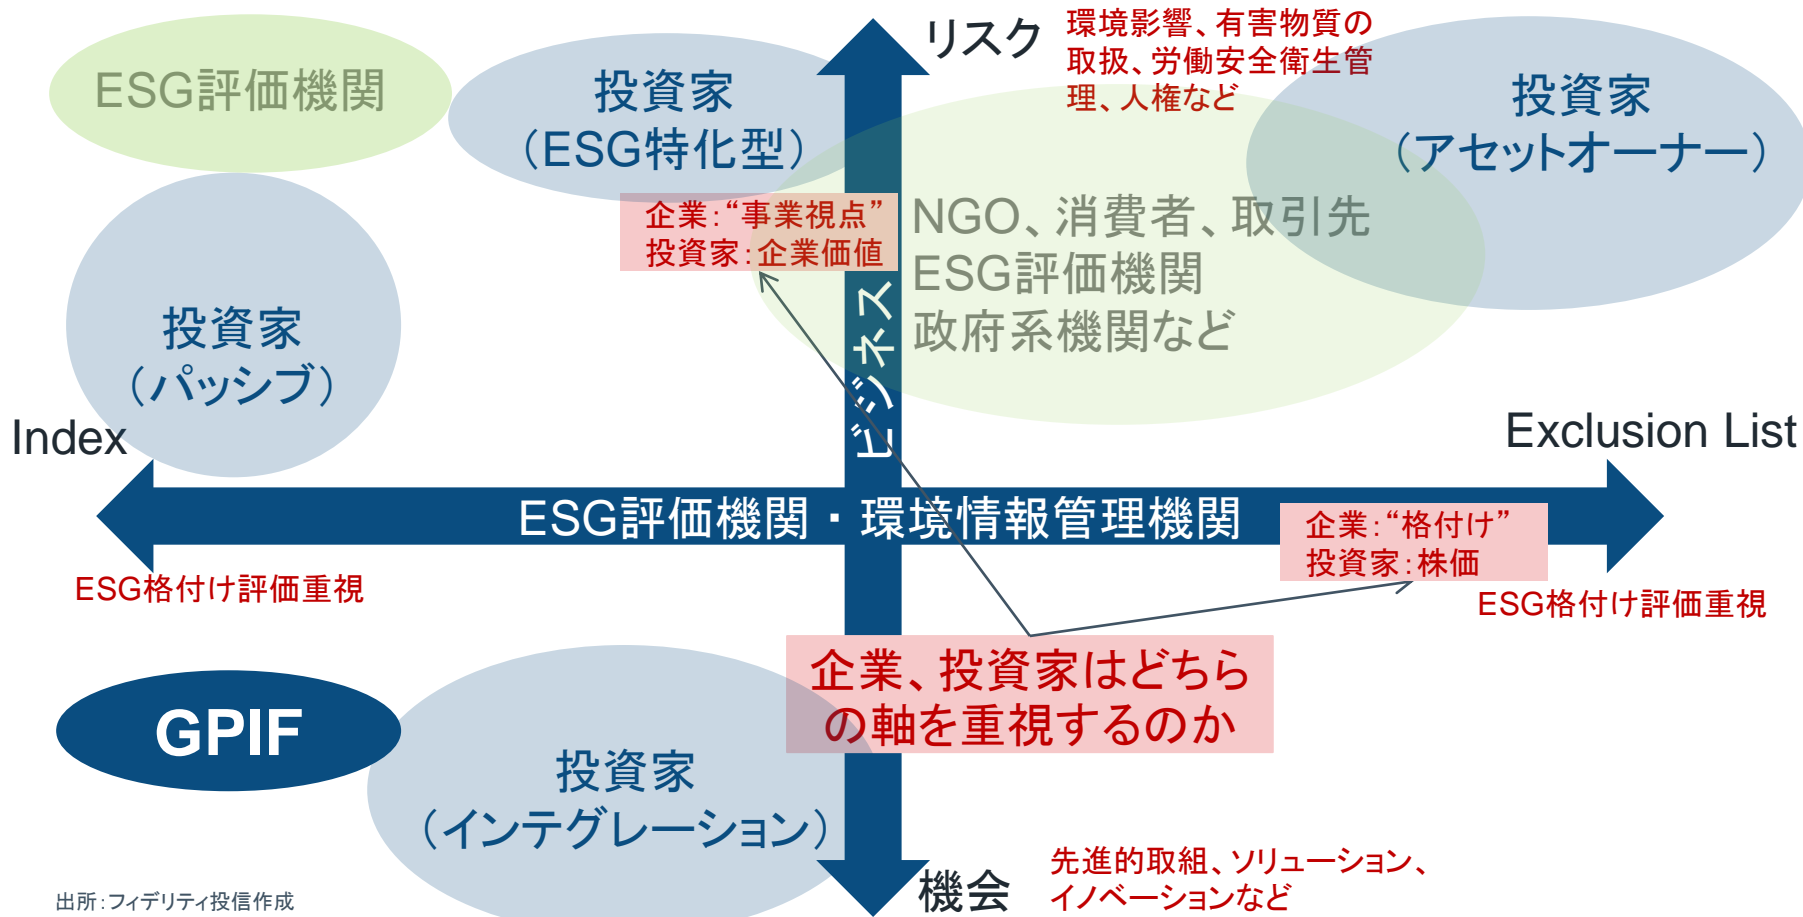 リスク
環境影響、有害物質の
取扱、労働安全衛生管
理、人権など
ESG評価機関
投資家
（ESG特化型）
投資家
（アセットオーナー）
企業：“事業視点”
投資家：企業価値
NGO、消費者、取引先
ESG評価機関
政府系機関など
投資家
（パッシブ）
ビジネス
Index
Exclusion List
ESG評価機関・環境情報管理機関
企業：“格付け”
投資家：株価
ESG格付け評価重視
ESG格付け評価重視
企業、投資家はどちら
の軸を重視するのか
GPIF
投資家
（インテグレーション）
機会
先進的取組、ソリューション、
イノベーションなど
出所：フィデリティ投信作成